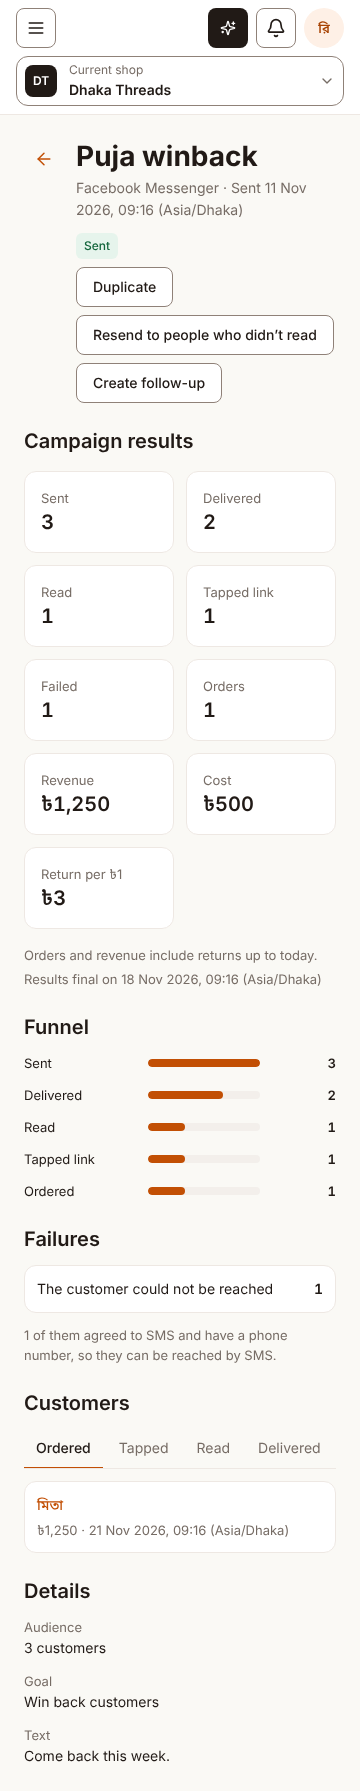 রি
DT
Current shop
Dhaka Threads
Puja winback
Facebook Messenger · Sent 11 Nov
2026, 09:16 (Asia/Dhaka)
Sent
Duplicate
Resend to people who didn’t read
Create follow-up
Campaign results
Sent
3
Delivered
2
Read
1
Tapped link
1
Failed
1
Orders
1
Revenue
৳1,250
Cost
৳500
Return per ৳1
৳3
Orders and revenue include returns up to today.
Results final on 18 Nov 2026, 09:16 (Asia/Dhaka)
Funnel
Sent 3
Delivered 2
Read 1
Tapped link 1
Ordered 1
Failures
The customer could not be reached 1
1 of them agreed to SMS and have a phone
number, so they can be reached by SMS.
Customers
Ordered Tapped Read Delivered
মিতা
৳1,250 · 21 Nov 2026, 09:16 (Asia/Dhaka)
Details
Audience
3 customers
Goal
Win back customers
Text
Come back this week.